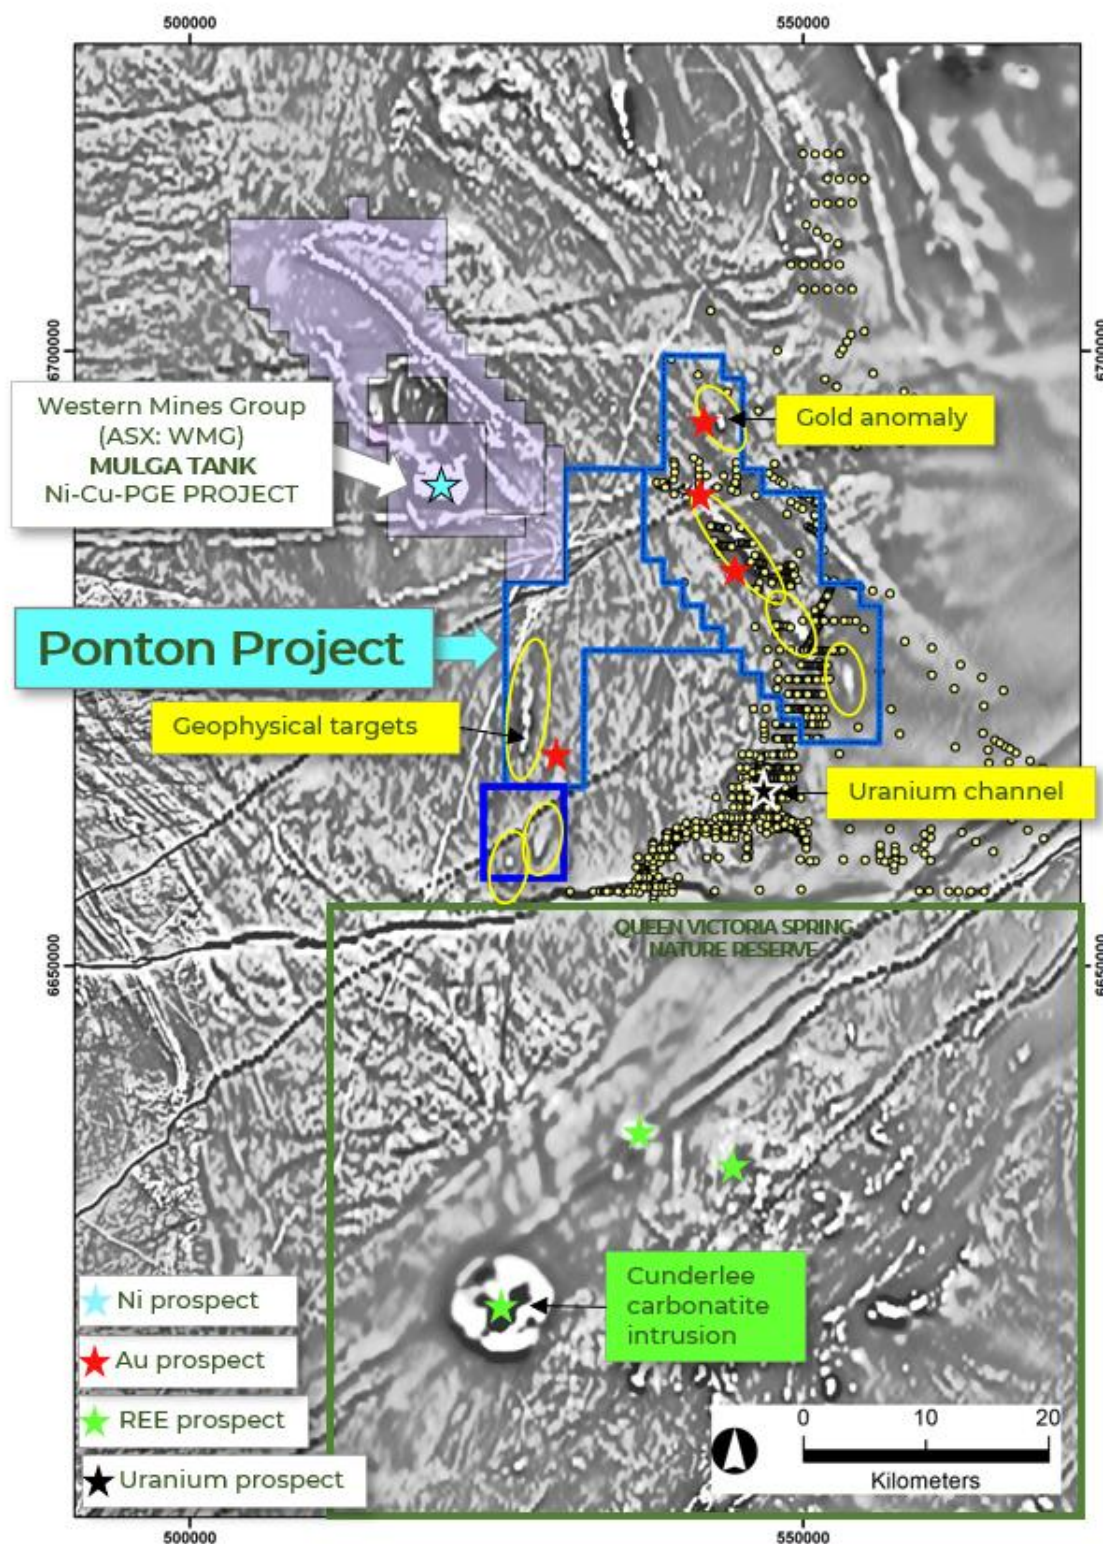 500000
550000
6700000
6700000
Western Mines Group
(ASX: WMG)
MULGA TANK
Ni-Cu-PGE PROJECT
Gold anomaly
Ponton Project
Geophysical targets
Uranium channel
QUEEN VICTORIA SPRING
NATURE RESERVE
6650000
6650000
Cunderlee
carbonatite
intrusion
Ni prospect
Au prospect
REE prospect
Uranium prospect
0 10 20
Kilometers
500000
550000